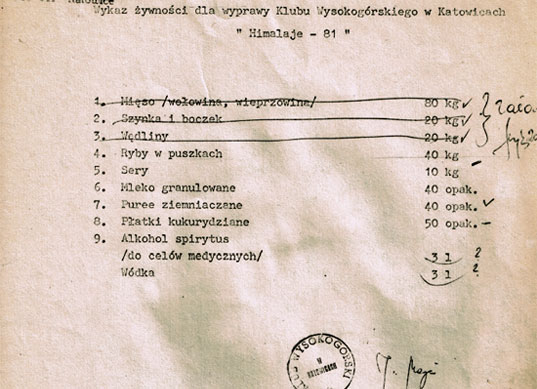 Wykaz żywności dla wyprawy Klubu Wysokogórskiego w Katowicach
" Himalaje - 81 "
1. Mięso /wołowina, wieprzowina/ 80 kg
2. Szynka i boczek 20 kg
3. Wędliny 20 kg
4. Ryby w puszkach 40 kg
5. Sery 10 kg
6. Mleko granulowane 40 opak.
7. Puree ziemniaczane 40 opak.
8. Płatki kukurydziane 50 opak.
9. Alkohol spirytus
/do celów medycznych/ 3 l ?
Wódka 3 l ?
WYSOKOGÓRSKI
W
KATOWICACH